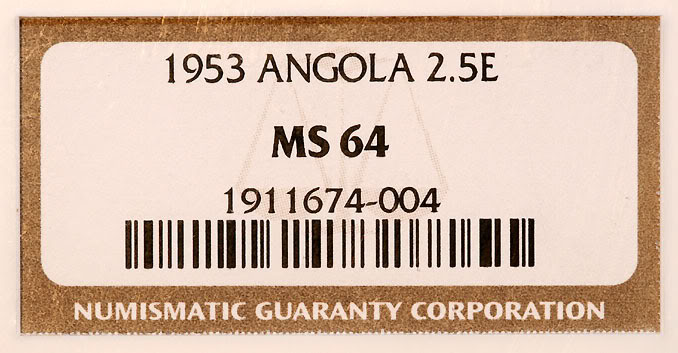 1953 ANGOLA 2.5E
MS 64
1911674-004
NUMISMATIC GUARANTY CORPORATION